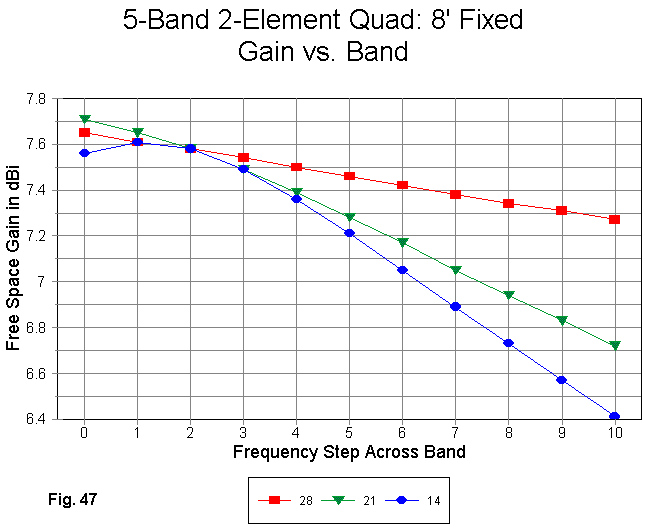 5-Band 2-Element Quad: 8' Fixed
Gain vs. Band
7.8
7.6
7.4
7.2
7
6.8
6.6
6.4
Free Space Gain in dBi
0 1 2 3 4 5 6 7 8 9 10
Frequency Step Across Band
Fig. 47
28 21 14